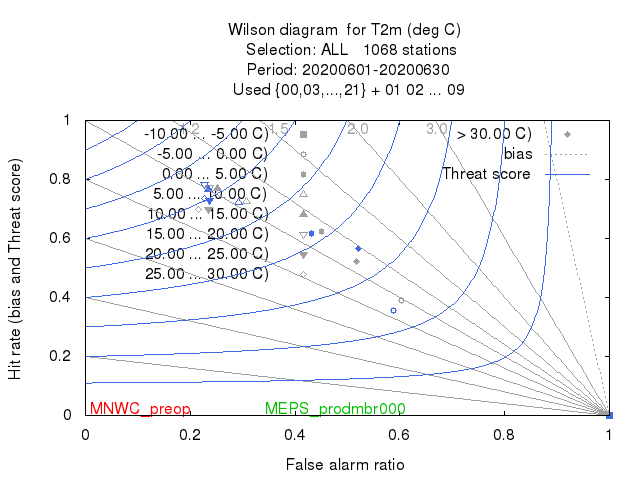 Wilson diagram for T2m (deg C)
Selection: ALL 1068 stations
Period: 20200601-20200630
Used {00,03,...,21} + 01 02 ... 09
1.2 1.5 2.0 3.0
-10.00 ... -5.00 C) > 30.00 C)
-5.00 ... 0.00 C) bias
0.00 ... 5.00 C) Threat score
5.00 ... 10.00 C)
10.00 ... 15.00 C)
15.00 ... 20.00 C)
20.00 ... 25.00 C)
25.00 ... 30.00 C)
1
0.8
0.6
0.4
0.2
0
Hit rate (bias and Threat score)
MNWC_preop MEPS_prodmbr000
0 0.2 0.4 0.6 0.8 1
False alarm ratio